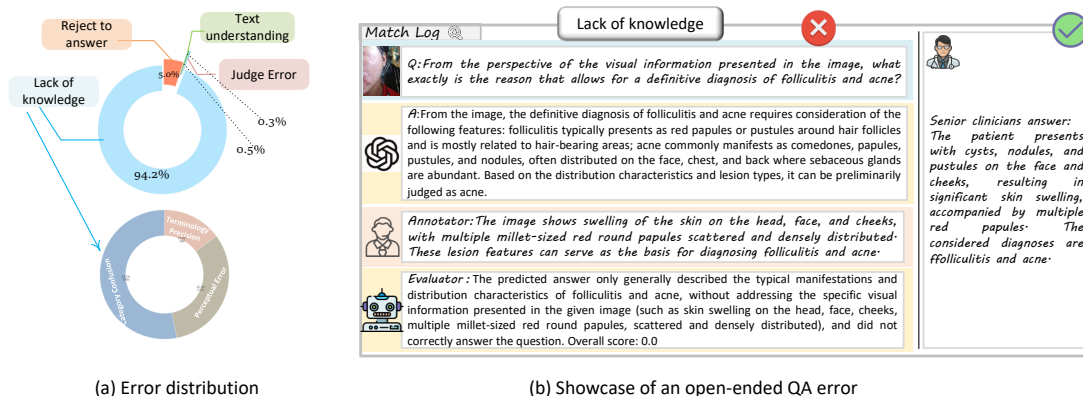 Reject to
answer
Text
understanding
Lack of
knowledge
Judge Error
5.0%
0.3%
0.5%
94.2%
Terminology
Precision
Category Confusion
Perceptual Error
(a) Error distribution
Lack of knowledge
Match Log
Q:From the perspective of the visual information presented in the image, what
exactly is the reason that allows for a definitive diagnosis of folliculitis and acne?
A:From the image, the definitive diagnosis of folliculitis and acne requires consideration of the
following features: folliculitis typically presents as red papules or pustules around hair follicles
and is mostly related to hair-bearing areas; acne commonly manifests as comedones, papules,
pustules, and nodules, often distributed on the face, chest, and back where sebaceous glands
are abundant. Based on the distribution characteristics and lesion types, it can be preliminarily
judged as acne.
Annotator:The image shows swelling of the skin on the head, face, and cheeks,
with multiple millet-sized red round papules scattered and densely distributed.
These lesion features can serve as the basis for diagnosing folliculitis and acne.
Evaluator : The predicted answer only generally described the typical manifestations and
distribution characteristics of folliculitis and acne, without addressing the specific visual
information presented in the given image (such as skin swelling on the head, face, cheeks,
multiple millet-sized red round papules, scattered and densely distributed), and did not
correctly answer the question. Overall score: 0.0
Senior clinicians answer:
The patient presents
with cysts, nodules, and
pustules on the face and
cheeks, resulting in
significant skin swelling,
accompanied by multiple
red papules. The
considered diagnoses are
ffolliculitis and acne.
(b) Showcase of an open-ended QA error